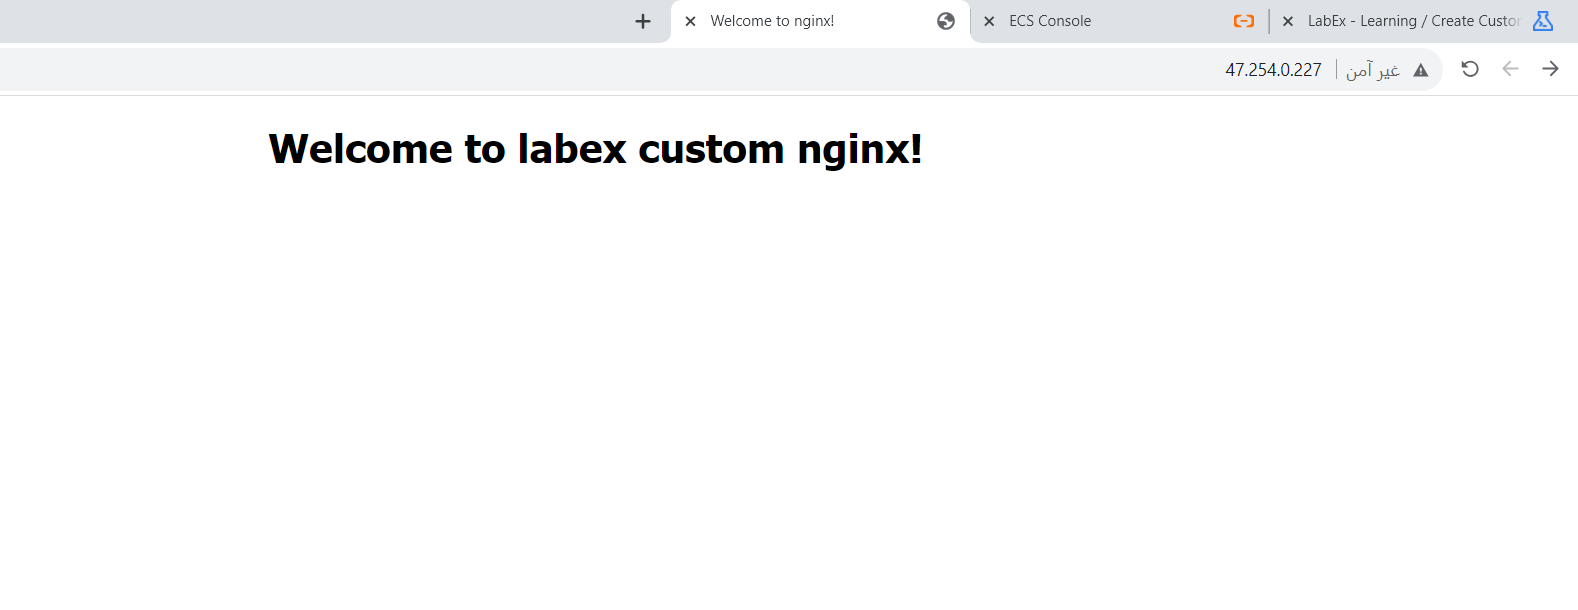 Welcome to nginx!
ECS Console
LabEx - Learning / Create Custor
47.254.0.227
غير آمن
Welcome to labex custom nginx!